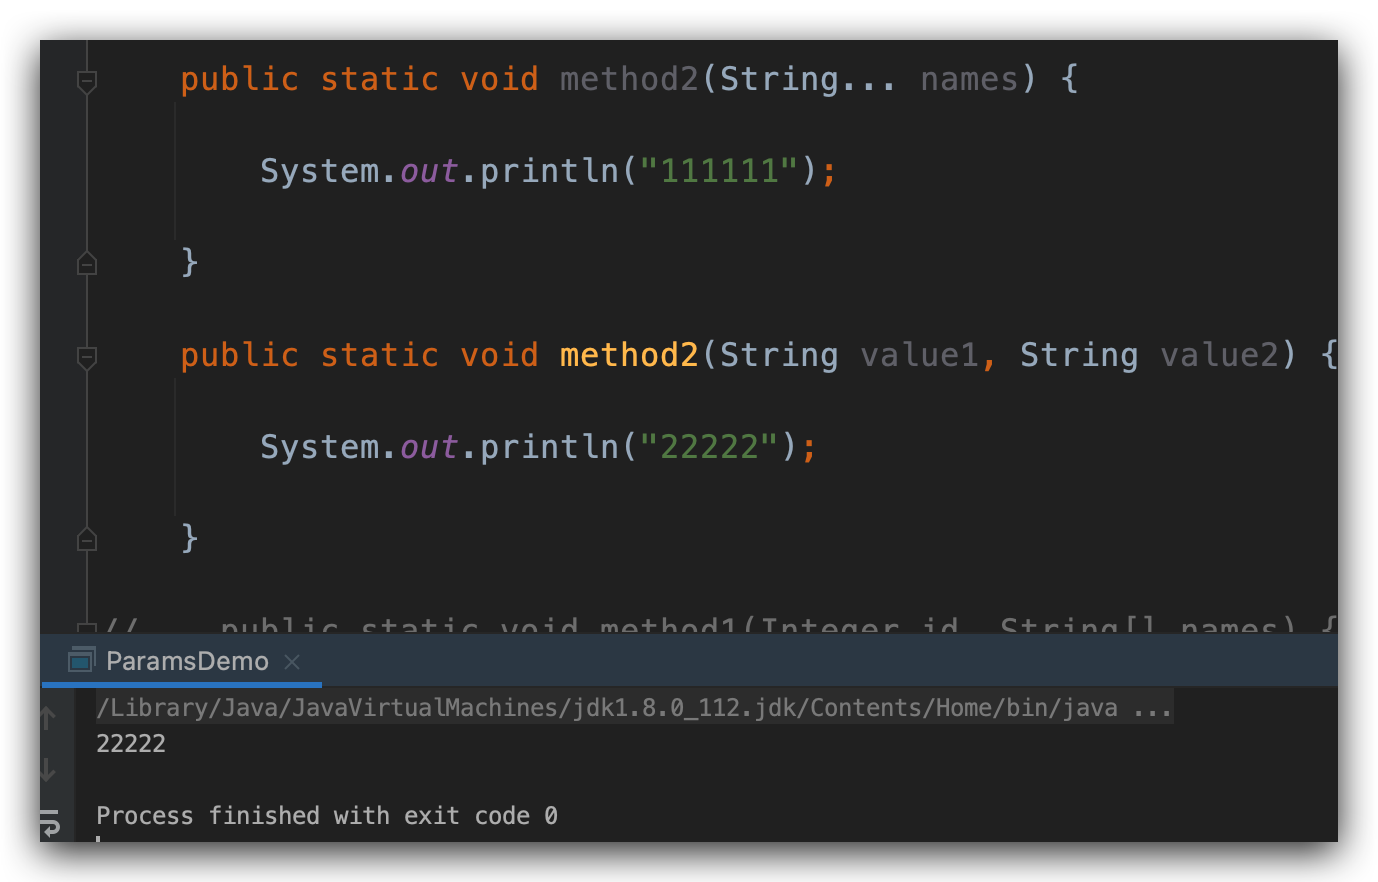 public static void method2(String... names) {
System.out.println("111111");
}
public static void method2(String value1, String value2) {
System.out.println("22222");
}
// public static void method1(Integer id, String[] names) {
ParamsDemo
/Library/Java/JavaVirtualMachines/jdk1.8.0_112.jdk/Contents/Home/bin/java ...
22222
Process finished with exit code 0